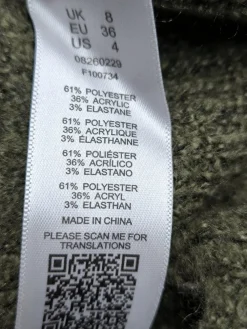 UK 8
EU 36
US 4
08260229
F100734
61% POLYESTER
36% ACRYLIC
3% ELASTANE
61% POLYESTER
36% ACRYLIQUE
3% ÉLASTHANNE
61% POLIÉSTER
36% ACRÍLICO
3% ELASTANO
61% POLYESTER
36% ACRYL
3% ELASTHAN
MADE IN CHINA
PLEASE SCAN ME FOR
TRANSLATIONS